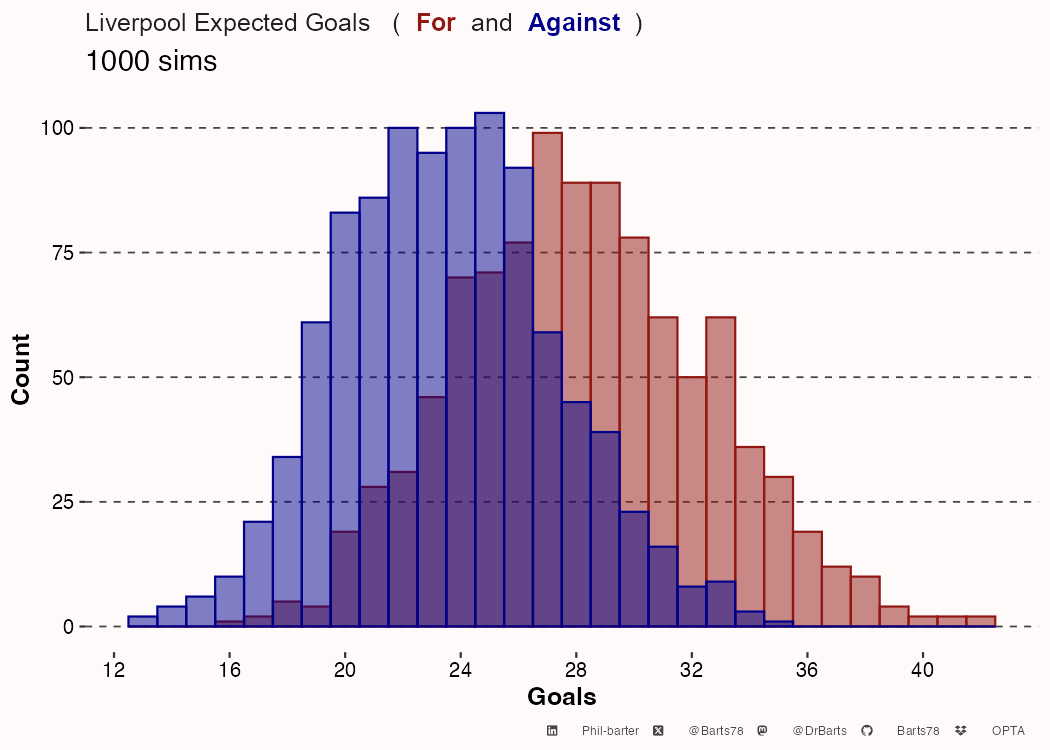 Liverpool Expected Goals ( For and Against )
1000 sims
Count
100
75
50
25
0
12 16 20 24 28 32 36 40
Goals
Phil-barter @Barts78 @DrBarts Barts78 OPTA